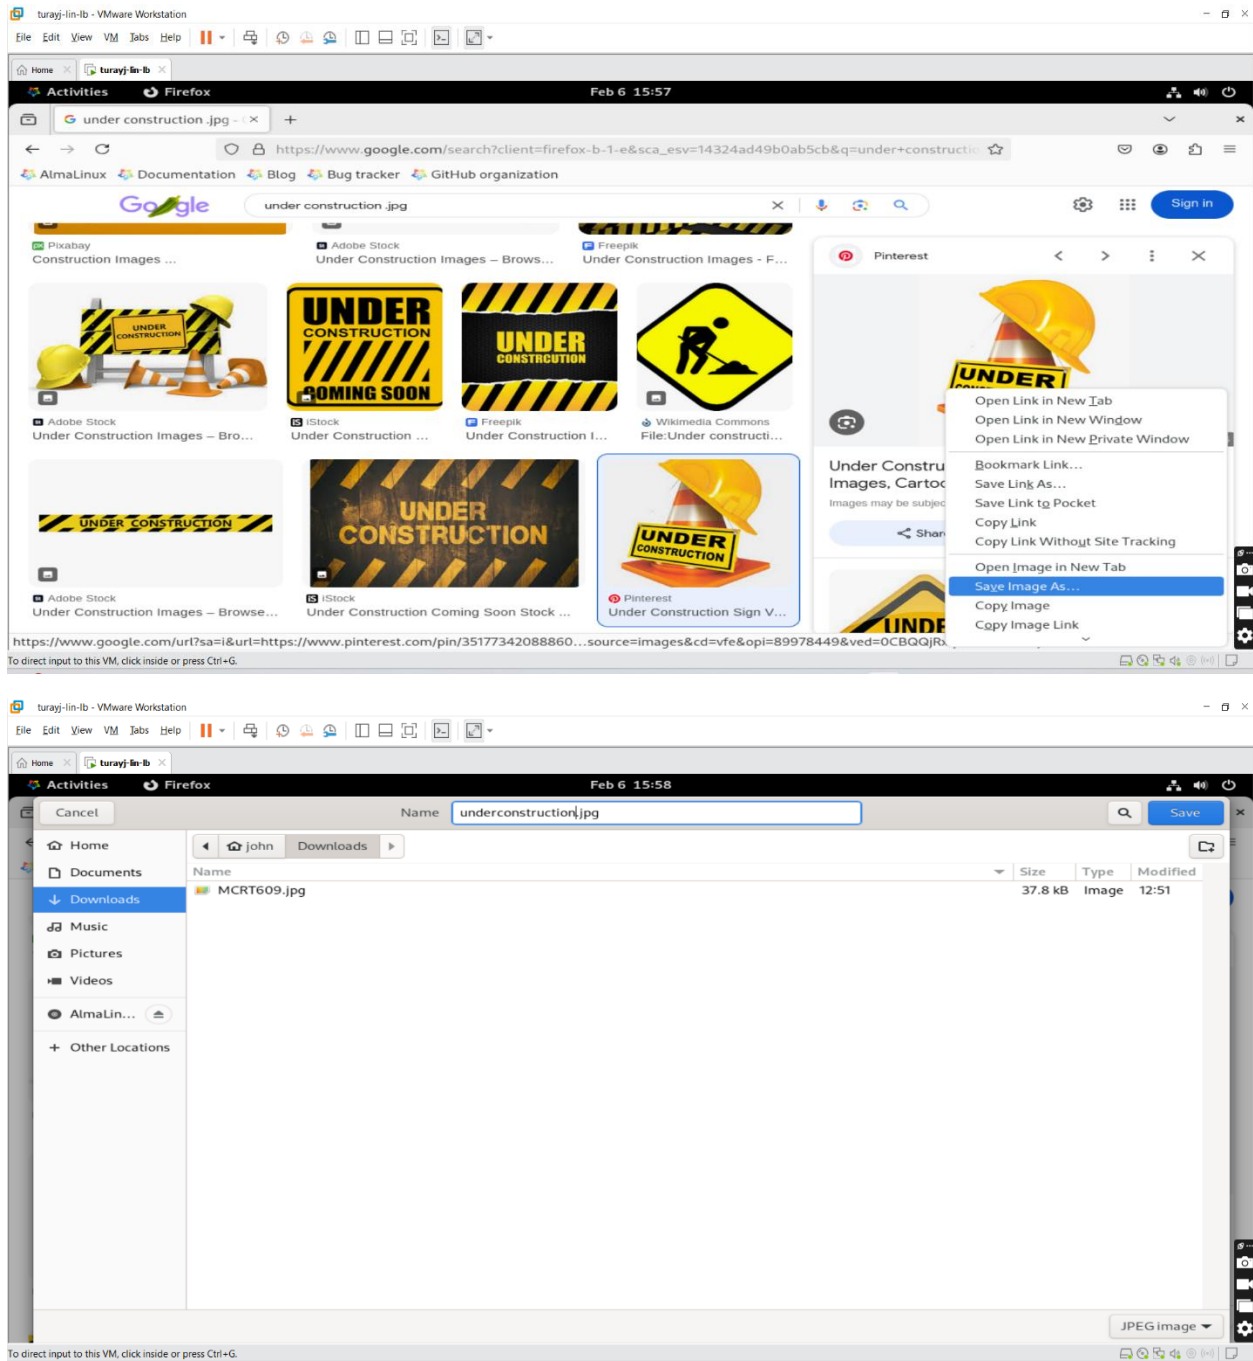 turayj-lin-lb - VMware Workstation
File Edit View VM Tabs Help
Home turayj-lin-lb
Activities Firefox Feb 6 15:57
G under construction .jpg -
https://www.google.com/search?client=firefox-b-1-e&sca_esv=14324ad49b0ab5cb&q=under+constructio
AlmaLinux Documentation Blog Bug tracker GitHub organization
Google under construction .jpg Sign in
Pixabay
Construction Images ...
Adobe Stock
Under Construction Images – Brows...
Freepik
Under Construction Images - F...
Pinterest
UNDER
CONSTRUCTION
UNDER
CONSTRUCTION
COMING SOON
UNDER
CONSTRCUTION
UNDER
Adobe Stock
Under Construction Images – Bro...
iStock
Under Construction ...
Freepik
Under Construction I...
Wikimedia Commons
File:Under constructi...
Under Constru
Images, Cartoo
Images may be subjec
Shar
Open Link in New Tab
Open Link in New Window
Open Link in New Private Window
Bookmark Link...
Save Link As...
Save Link to Pocket
Copy Link
Copy Link Without Site Tracking
Open Image in New Tab
Save Image As...
Copy Image
Copy Image Link
UNDER CONSTRUCTION
UNDER
CONSTRUCTION
UNDER
CONSTRUCTION
UND
Adobe Stock
Under Construction Images – Browse...
iStock
Under Construction Coming Soon Stock ...
Pinterest
Under Construction Sign V...
https://www.google.com/url?sa=i&url=https://www.pinterest.com/pin/35177342088860...source=images&cd=vfe&opi=89978449&ved=0CBQQjRx
To direct input to this VM, click inside or press Ctrl+G.
turayj-lin-lb - VMware Workstation
File Edit View VM Tabs Help
Home turayj-lin-lb
Activities Firefox Feb 6 15:58
Cancel Name underconstruction.jpg Save
Home john Downloads
Documents Name Size Type Modified
Downloads MCRT609.jpg 37.8 kB Image 12:51
Music
Pictures
Videos
AlmaLin...
+ Other Locations
JPEG image
To direct input to this VM, click inside or press Ctrl+G.